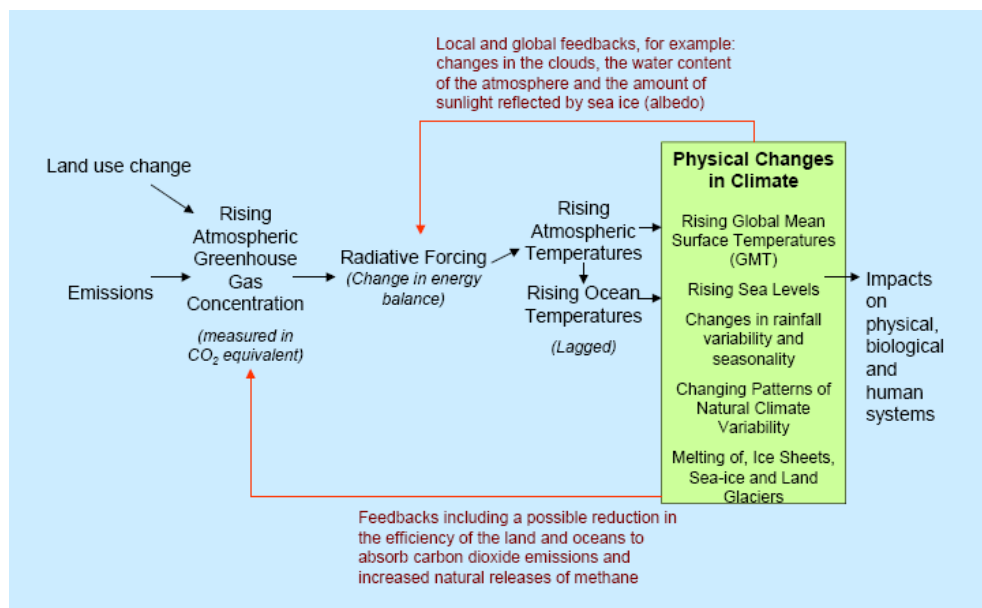 Local and global feedbacks, for example:
changes in the clouds, the water content
of the atmosphere and the amount of
sunlight reflected by sea ice (albedo)
Land use change
Emissions
Rising
Atmospheric
Greenhouse
Gas
Concentration
(measured in
CO2 equivalent)
Radiative Forcing
(Change in energy
balance)
Rising
Atmospheric
Temperatures
Rising Ocean
Temperatures
(Lagged)
Physical Changes
in Climate
Rising Global Mean
Surface Temperatures
(GMT)
Rising Sea Levels
Changes in rainfall
variability and
seasonality
Changing Patterns of
Natural Climate
Variability
Melting of, Ice Sheets,
Sea-ice and Land
Glaciers
Impacts
on
physical,
biological
and
human
systems
Feedbacks including a possible reduction in
the efficiency of the land and oceans to
absorb carbon dioxide emissions and
increased natural releases of methane